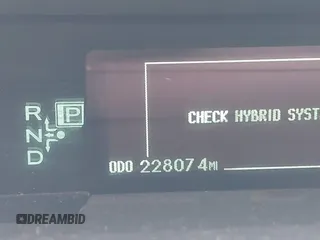 R
P
CHECK HYBRID SYST
N
D
ODO 228074MI
DREAMBID